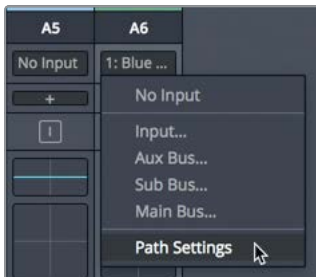 A5 A6
No Input 1: Blue ...
+ No Input
I Input...
Aux Bus...
Sub Bus...
Main Bus...
Path Settings